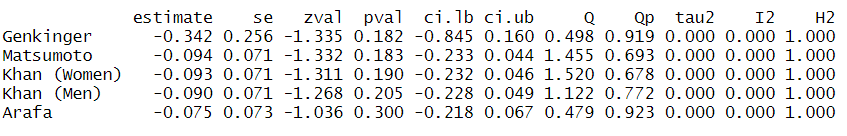 estimate se zval pval ci.lb ci.ub Q Qp tau2 I2 H2
Genkinger -0.342 0.256 -1.335 0.182 -0.845 0.160 0.498 0.919 0.000 0.000 1.000
Matsumoto -0.094 0.071 -1.332 0.183 -0.233 0.044 1.455 0.693 0.000 0.000 1.000
Khan (Women) -0.093 0.071 -1.311 0.190 -0.232 0.046 1.520 0.678 0.000 0.000 1.000
Khan (Men) -0.090 0.071 -1.268 0.205 -0.228 0.049 1.122 0.772 0.000 0.000 1.000
Arafa -0.075 0.073 -1.036 0.300 -0.218 0.067 0.479 0.923 0.000 0.000 1.000